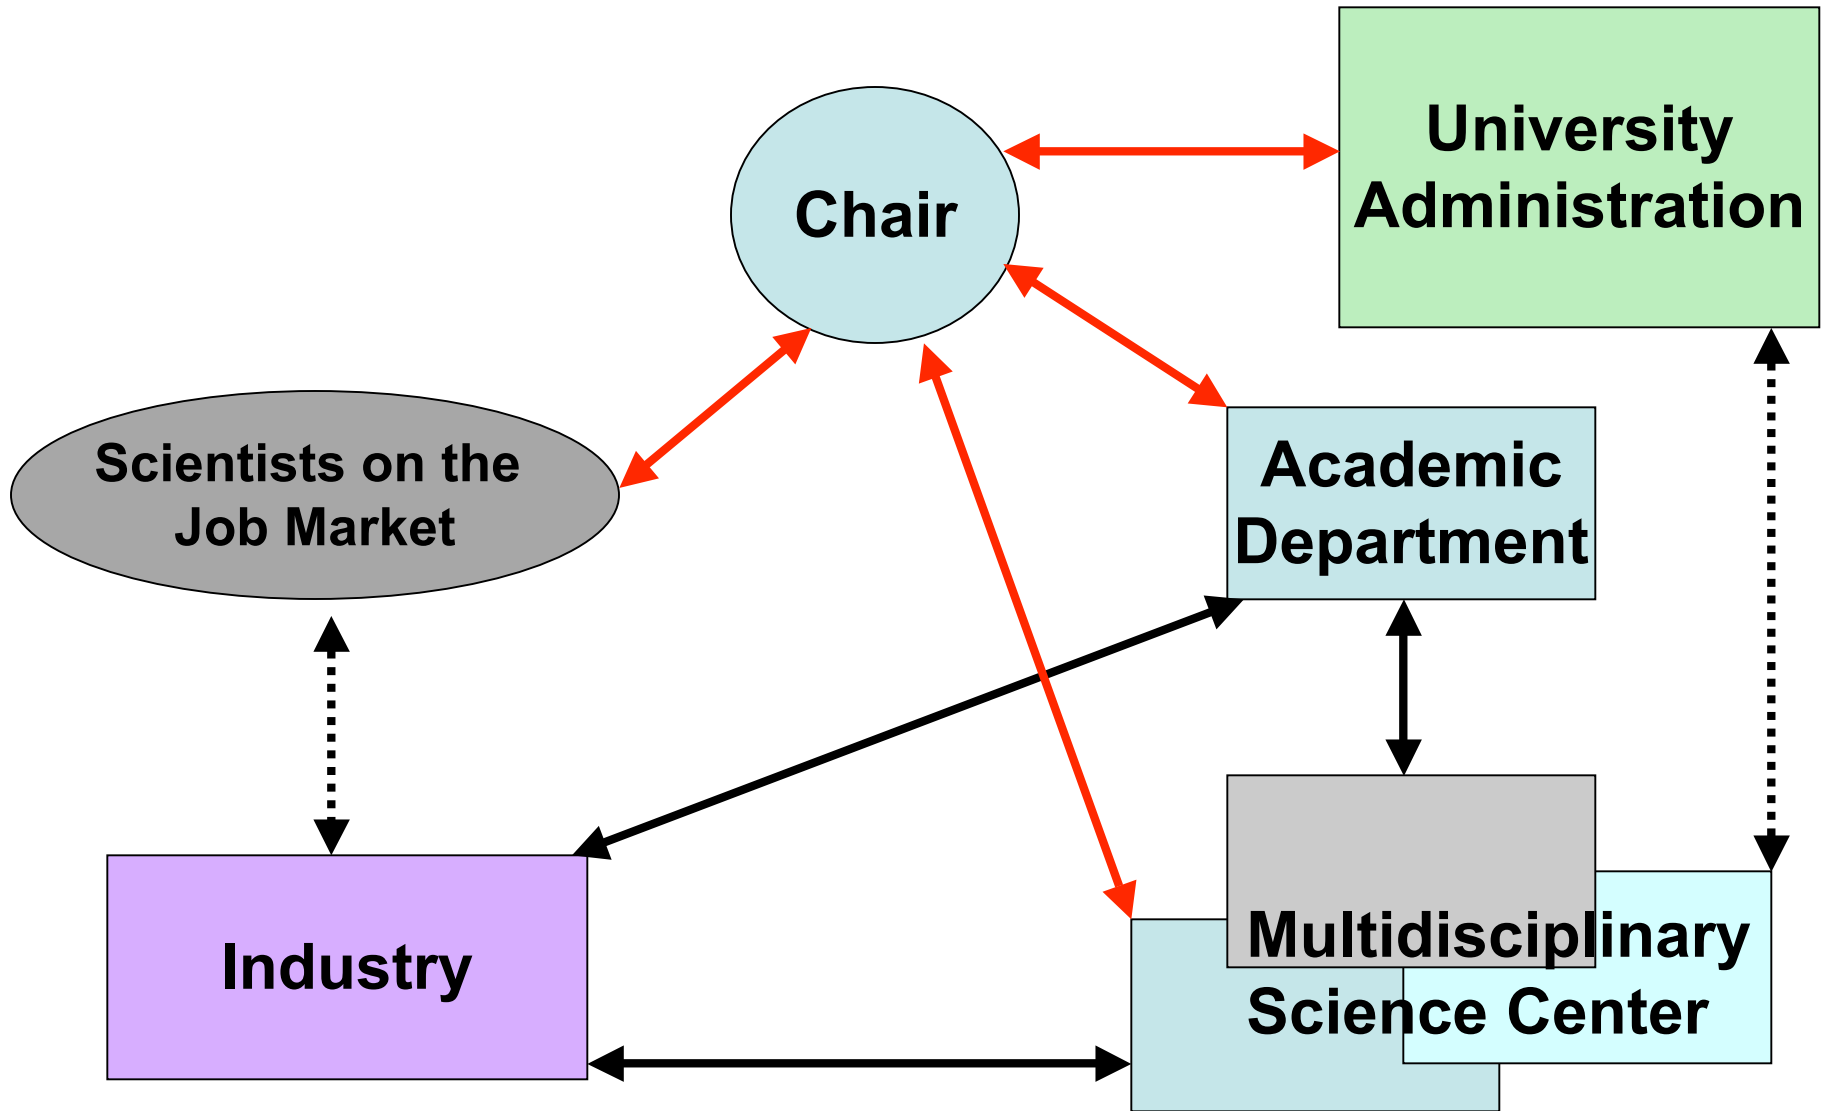 Chair
University
Administration
Scientists on the
Job Market
Academic
Department
Industry
Multidisciplinary
Science Center